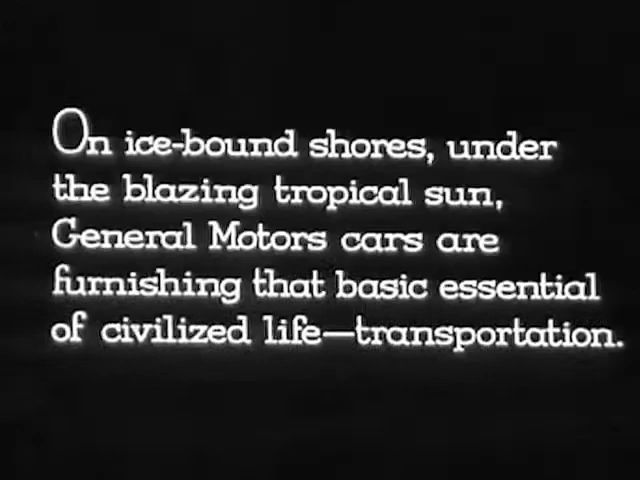 On ice-bound shores, under
the blazing tropical sun,
General Motors cars are
furnishing that basic essential
of civilized life—transportation.